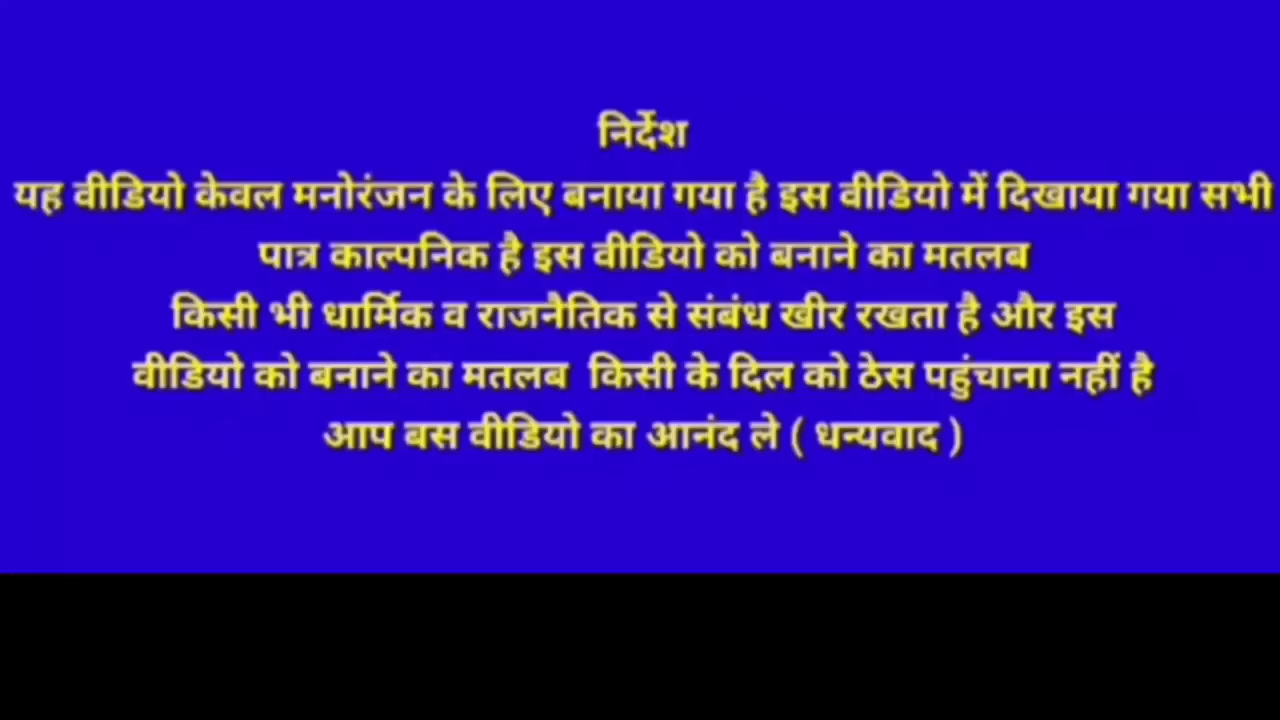 निर्देश
यह वीडियो केवल मनोरंजन के लिए बनाया गया है इस वीडियो में दिखाया गया सभी
पात्र काल्पनिक है इस वीडियो को बनाने का मतलब
किसी भी धार्मिक व राजनैतिक से संबंध खीर रखता है और इस
वीडियो को बनाने का मतलब किसी के दिल को ठेस पहुंचाना नहीं है
आप बस वीडियो का आनंद ले ( धन्यवाद )